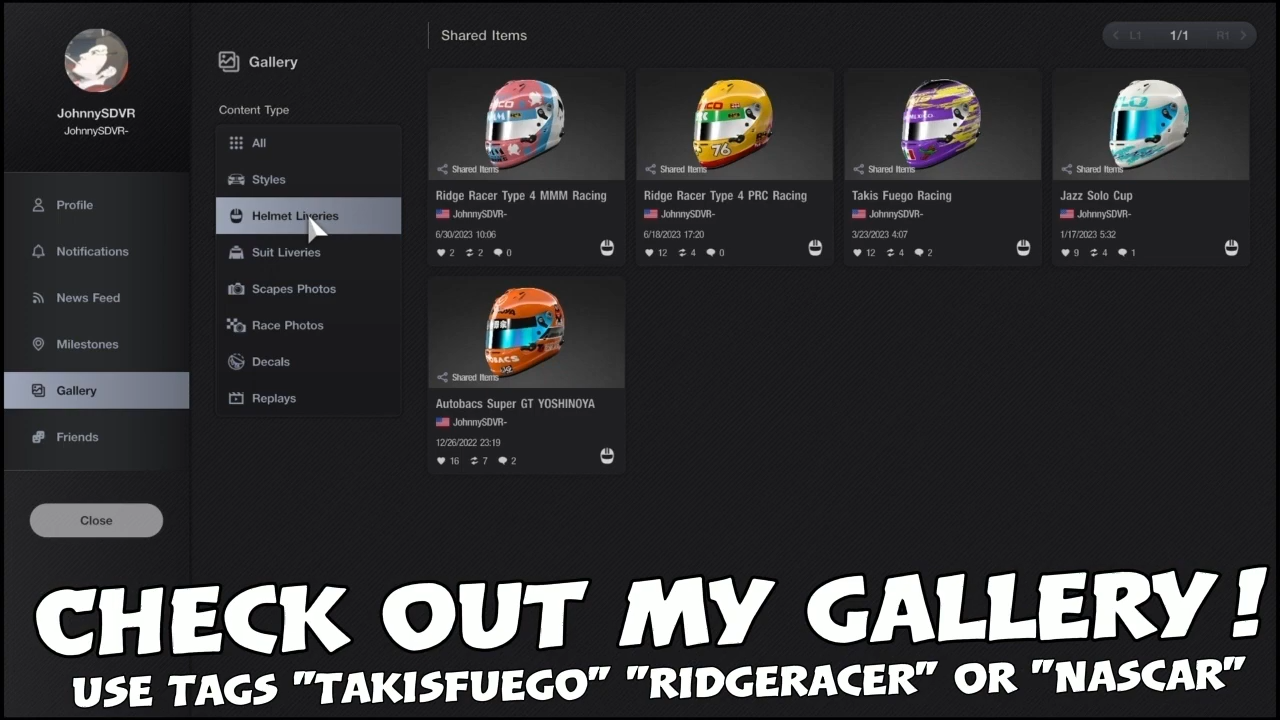 JohnnySDVR
JohnnySDVR-
Profile
Notifications
News Feed
Milestones
Gallery
Friends
Close
Gallery
Content Type
All
Styles
Helmet Liveries
Suit Liveries
Scapes Photos
Race Photos
Decals
Replays
Shared Items
L1 1/1 R1
Shared Items
Ridge Racer Type 4 MMM Racing
JohnnySDVR-
6/30/2023 10:06
2 2 0
76
Shared Items
Ridge Racer Type 4 PRC Racing
JohnnySDVR-
6/18/2023 17:20
12 4 0
Shared Items
Takis Fuego Racing
JohnnySDVR-
3/23/2023 4:07
12 4 2
Shared Items
Jazz Solo Cup
JohnnySDVR-
1/17/2023 5:32
9 4 1
Shared Items
Autobacs Super GT YOSHINOYA
JohnnySDVR-
12/26/2022 23:19
16 7 2
CHECK OUT MY GALLERY!
USE TAGS "TAKISFUEGO" "RIDGERACER" OR "NASCAR"